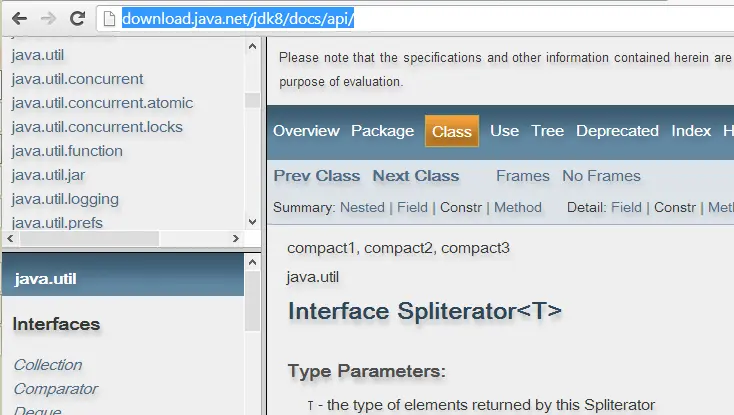 download.java.net/jdk8/docs/api/
java.util
java.util.concurrent
java.util.concurrent.atomic
java.util.concurrent.locks
java.util.function
java.util.jar
java.util.logging
java.util.prefs
java.util
Interfaces
Collection
Comparator
Deque
Please note that the specifications and other information contained herein are
purpose of evaluation.
Overview Package Class Use Tree Deprecated Index H
Prev Class Next Class Frames No Frames
Summary: Nested | Field | Constr | Method Detail: Field | Constr | Met
compact1, compact2, compact3
java.util
Interface Spliterator<T>
Type Parameters:
T - the type of elements returned by this Spliterator